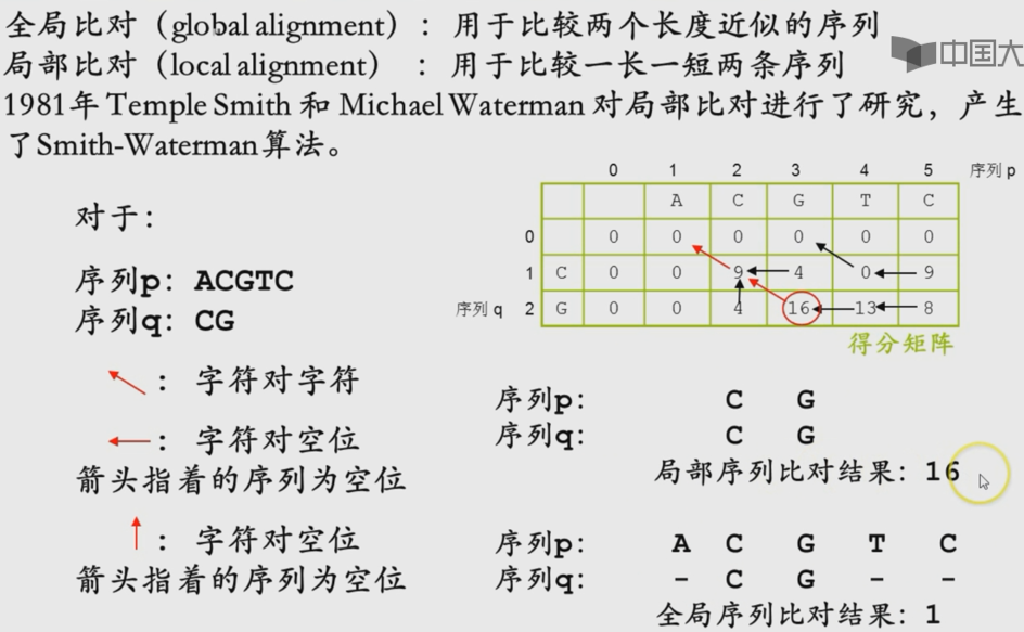 全局比对（global alignment）：用于比较两个长度近似的序列
中国大
局部比对（local alignment）：用于比较一长一短两条序列
1981年 Temple Smith 和 Michael Waterman 对局部比对进行了研究，产生
了Smith-Waterman算法。
0 1 2 3 4 5 序列 p
A C G T C
0 0 0 0 0 0 0
1 C 0 0 9 4 0 9
序列 q 2 G 0 0 4 16 13 8
得分矩阵
对于：
序列p： ACGTC
序列q： CG
： 字符对字符
： 字符对空位
箭头指着的序列为空位
： 字符对空位
箭头指着的序列为空位
序列p： C G
序列q： C G
局部序列比对结果：16
序列p： A C G T C
序列q： - C G - -
全局序列比对结果：1